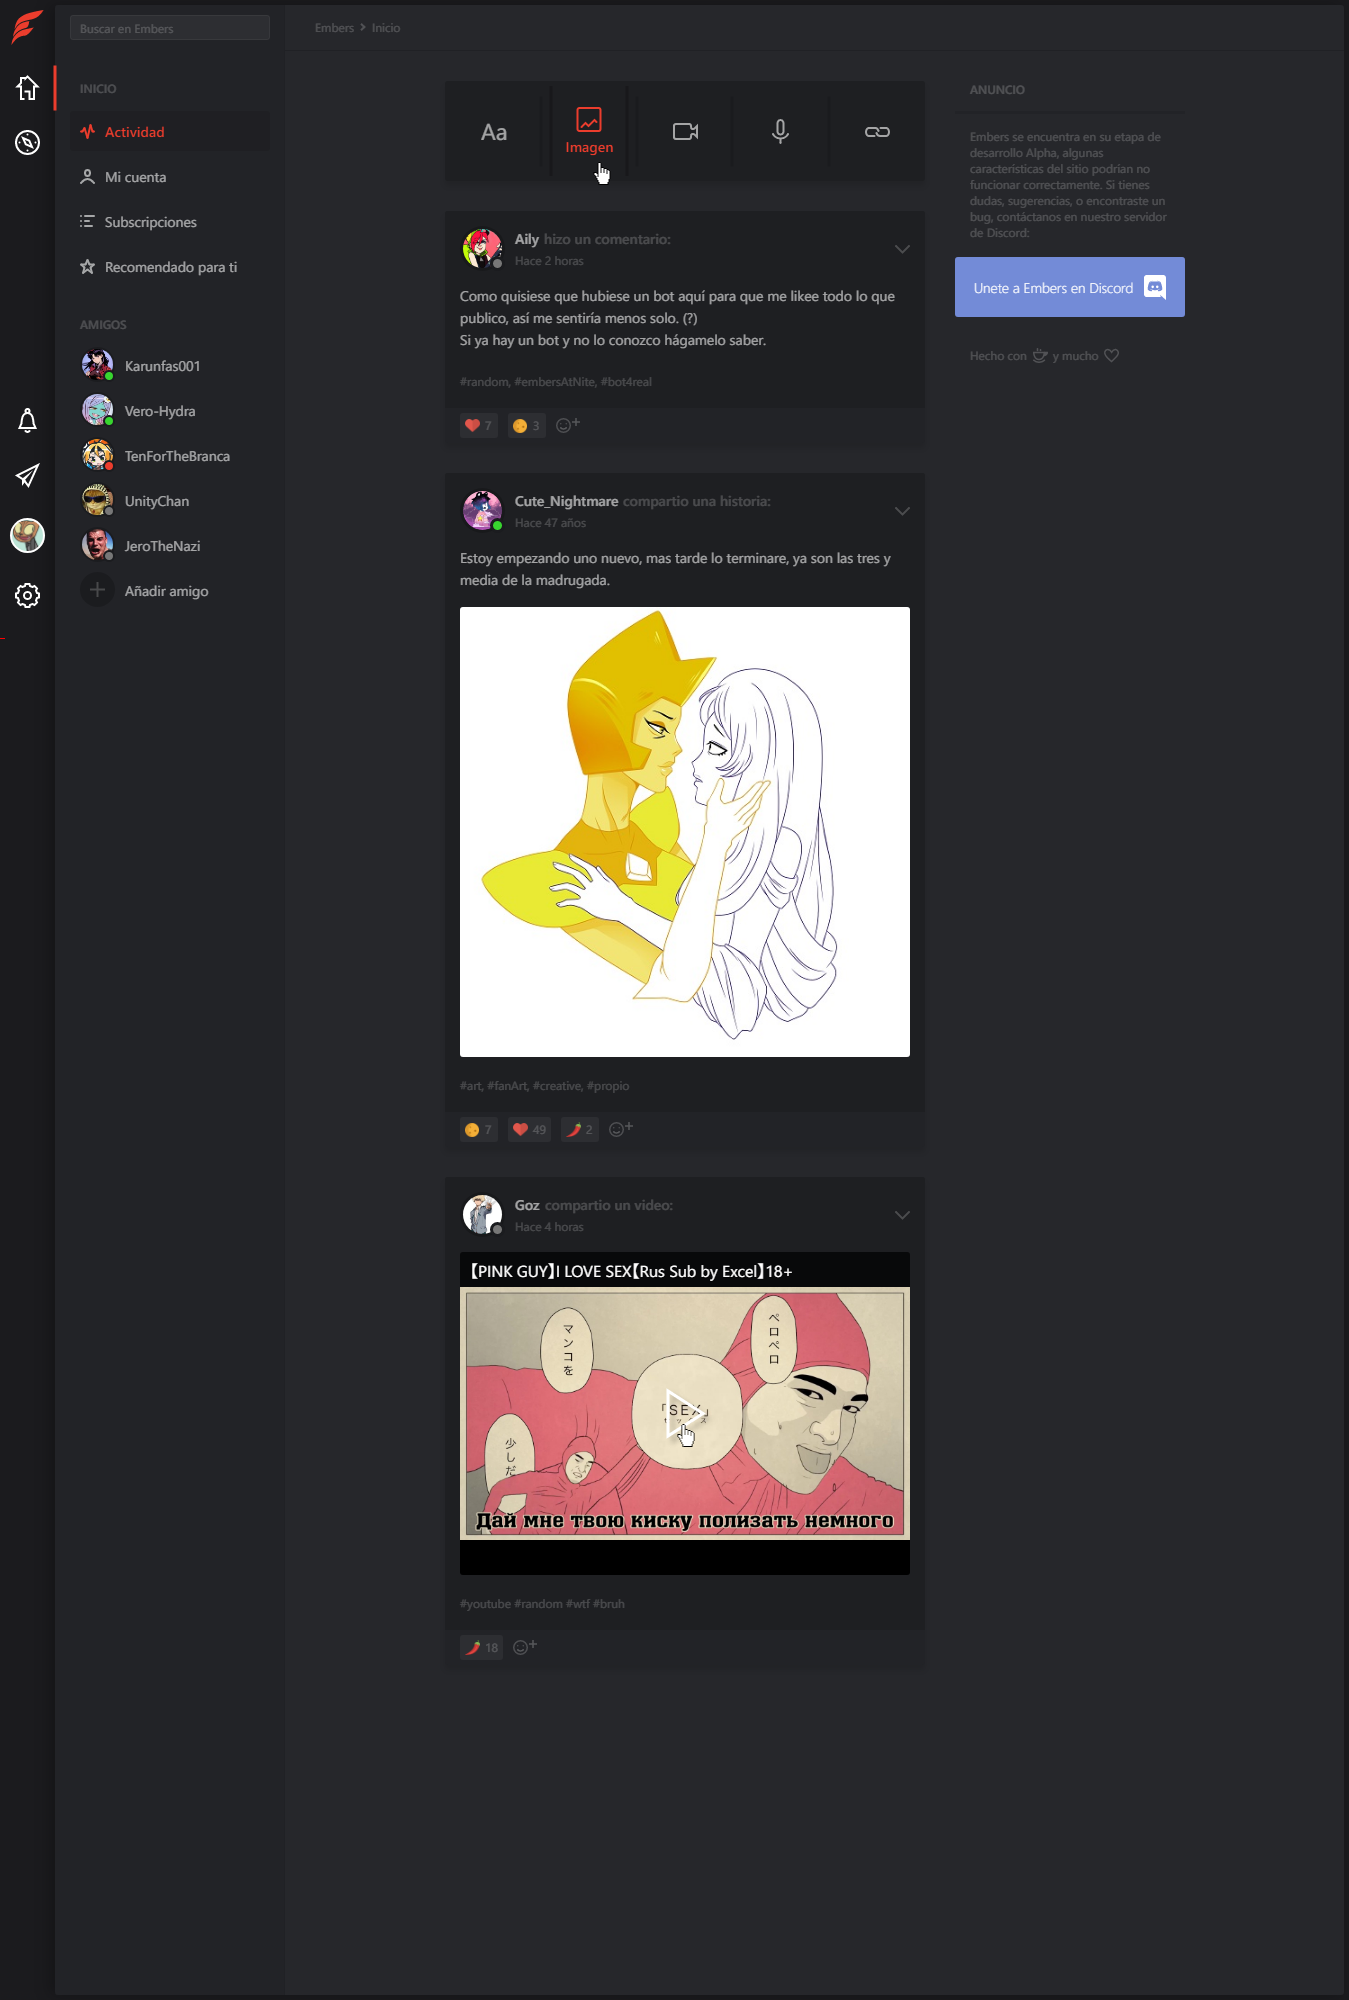 Buscar en Embers
Embers > Inicio
INICIO
Actividad
Mi cuenta
Subscripciones
Recomendado para ti
AMIGOS
Karunfas001
Vero-Hydra
TenForTheBranca
UnityChan
JeroTheNazi
Añadir amigo
Aa
Imagen
Aily hizo un comentario:
Hace 2 horas
Como quisiese que hubiese un bot aquí para que me likee todo lo que
publico, así me sentiría menos solo. (?)
Si ya hay un bot y no lo conozco hágamelo saber.
#random, #embersAtNite, #bot4real
7
3
Cute_Nightmare compartio una historia:
Hace 47 años
Estoy empezando uno nuevo, mas tarde lo terminare, ya son las tres y
media de la madrugada.
#art, #fanArt, #creative, #propio
7
49
2
Goz compartio un video:
Hace 4 horas
【PINK GUY】I LOVE SEX【Rus Sub by Excel】18+
ペロペロ
マンコを
「SEX」
少しだ
Дай мне твою киску полизать немного
#youtube #random #wtf #bruh
18
ANUNCIO
Embers se encuentra en su etapa de
desarrollo Alpha, algunas
caracteristicas del sitio podrian no
funcionar correctamente. Si tienes
dudas, sugerencias, o encontraste un
bug, contáctanos en nuestro servidor
de Discord:
Unete a Embers en Discord
Hecho con y mucho